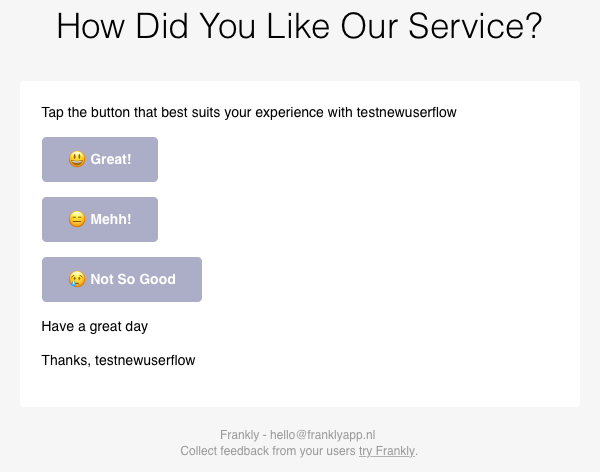 How Did You Like Our Service?
Tap the button that best suits your experience with testnewuserflow
😃 Great!
😑 Mehh!
😢 Not So Good
Have a great day
Thanks, testnewuserflow
Frankly - hello@franklyapp.nl
Collect feedback from your users try Frankly.